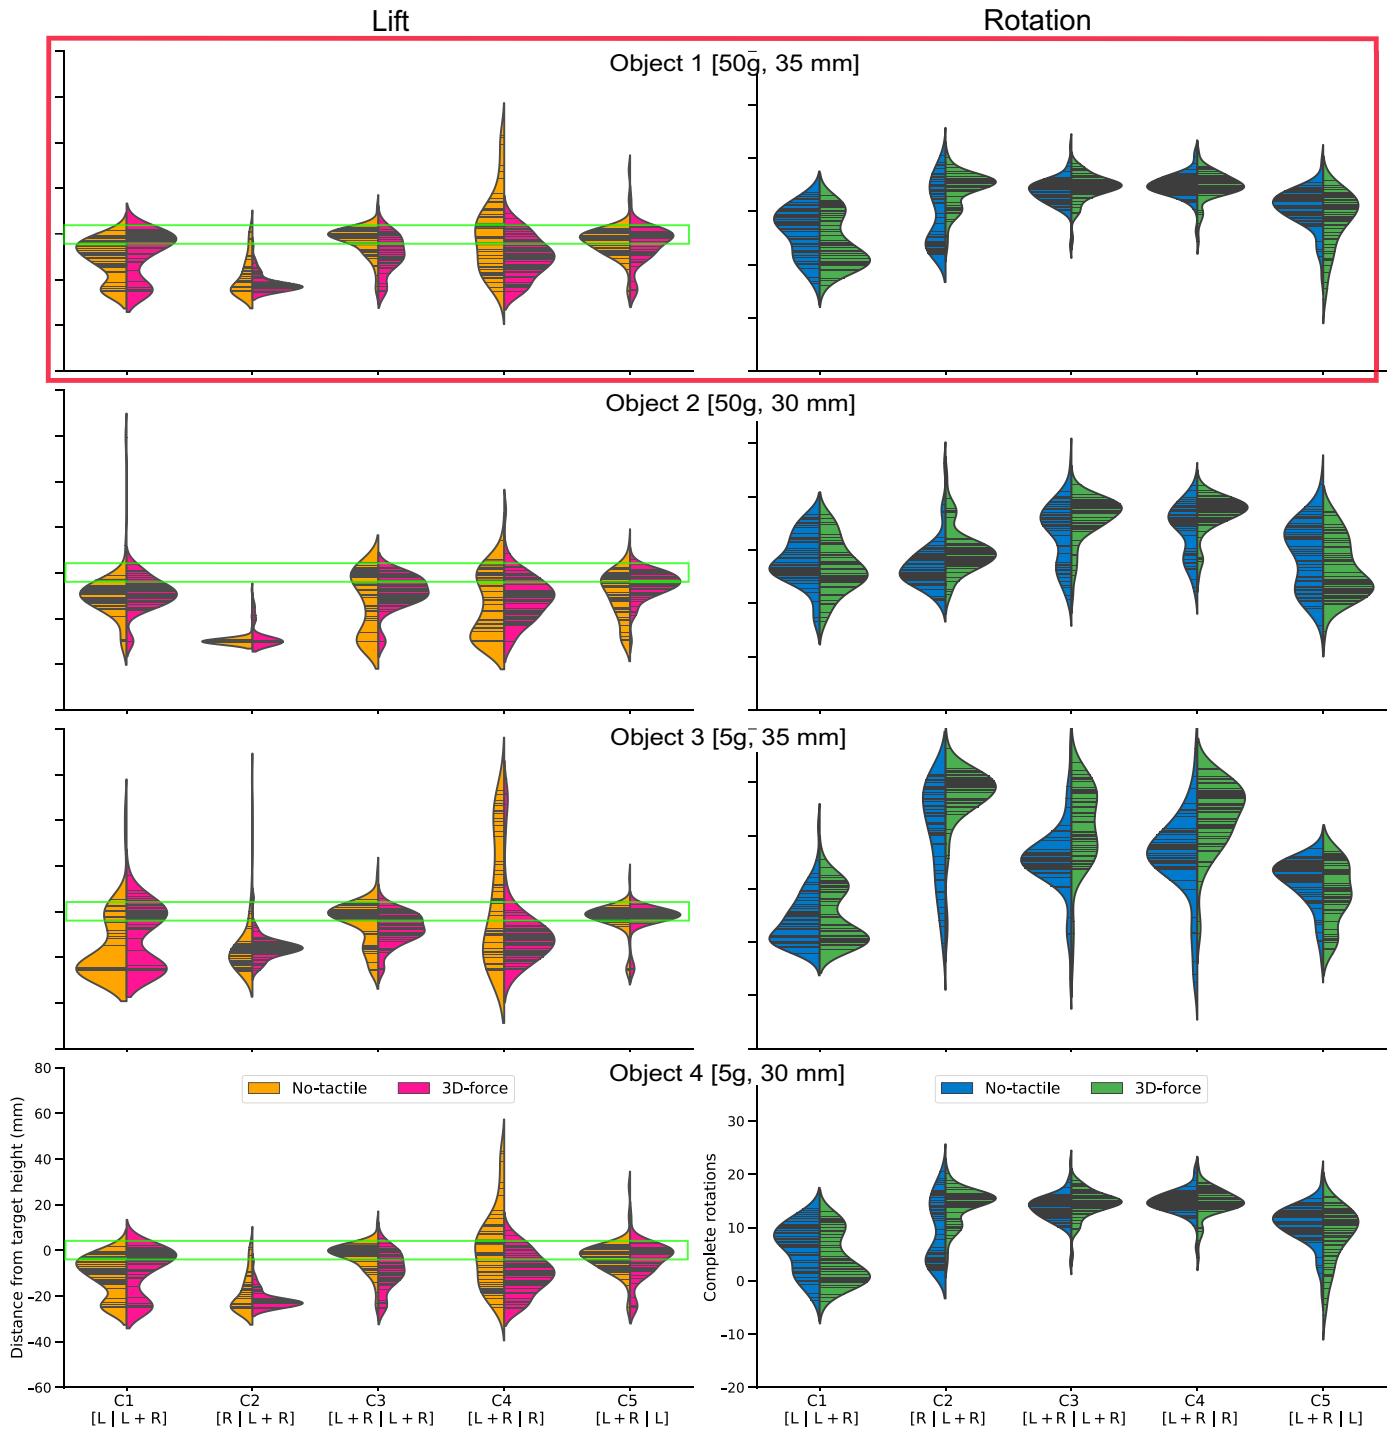 Lift Rotation
Object 1 [50g, 35 mm]
Object 2 [50g, 30 mm]
Object 3 [5g, 35 mm]
Object 4 [5g, 30 mm]
No-tactile 3D-force
No-tactile 3D-force
Distance from target height (mm)
80
60
40
20
0
−20
−40
−60
Complete rotations
30
20
10
0
−10
−20
C1 C2 C3 C4 C5
[L | L + R] [R | L + R] [L + R | L + R] [L + R | R] [L + R | L]
C1 C2 C3 C4 C5
[L | L + R] [R | L + R] [L + R | L + R] [L + R | R] [L + R | L]